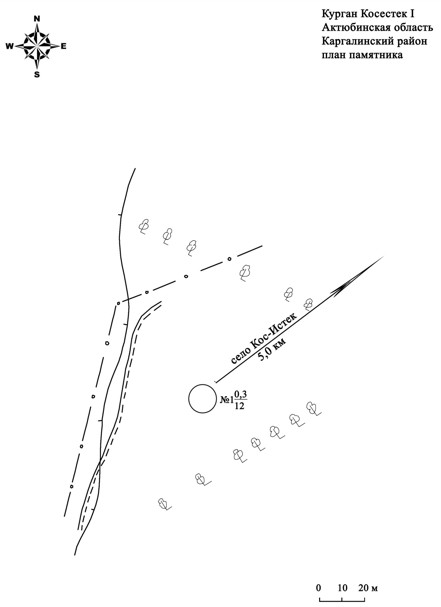 N
W E
S
Курган Косестек I
Актюбинская область
Каргалинский район
план памятника
село Кос-Истек
5,0 км
№1 0,3
12
0 10 20 м